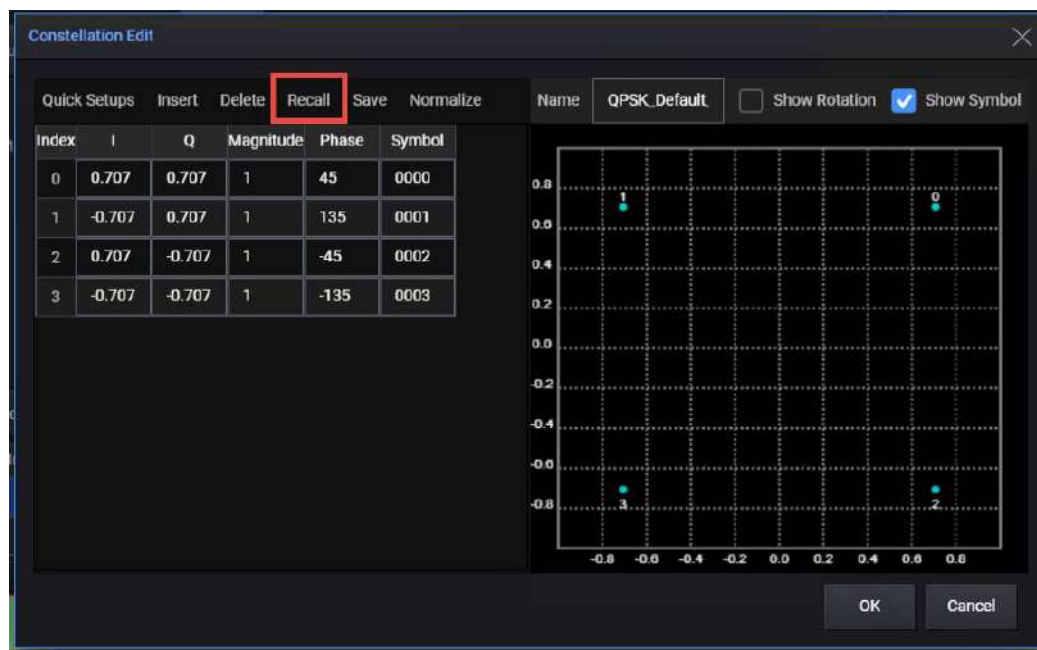 Constellation Edit
Quick Setups Insert Delete Recall Save Normalize
Name QPSK_Default Show Rotation Show Symbol
Index I Q Magnitude Phase Symbol
0 0.707 0.707 1 45 0000
1 -0.707 0.707 1 135 0001
2 0.707 -0.707 1 -45 0002
3 -0.707 -0.707 1 -135 0003
0.8
0.6
0.4
0.2
0.0
-0.2
-0.4
-0.6
-0.8
1 0
3 2
-0.8 -0.6 -0.4 -0.2 0.0 0.2 0.4 0.6 0.8
OK Cancel